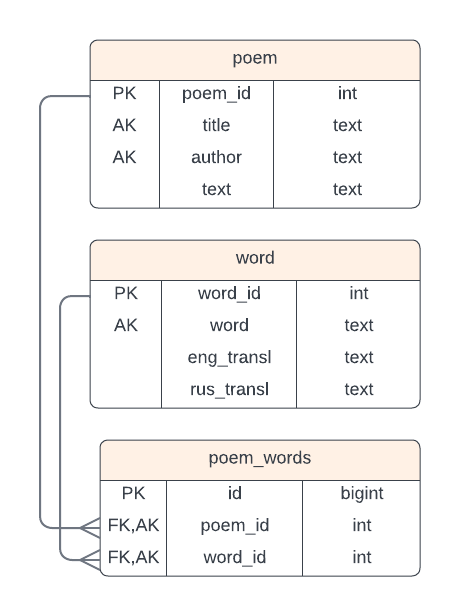 poem
PK poem_id int
AK title text
AK author text
text text
word
PK word_id int
AK word text
eng_transl text
rus_transl text
poem_words
PK id bigint
FK,AK poem_id int
FK,AK word_id int